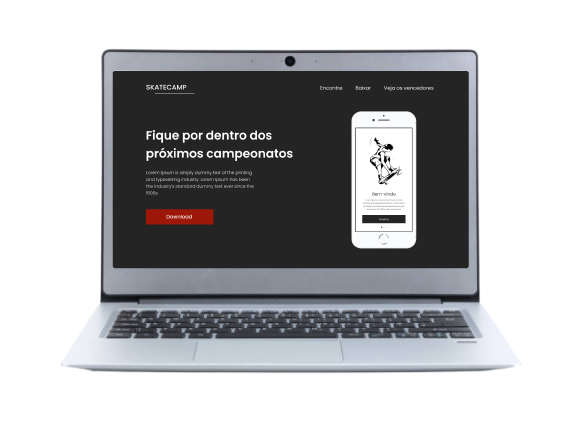 SKATECAMP
Encontre Baixar Veja os vencedores
Fique por dentro dos
próximos campeonatos
Lorem Ipsum is simply dummy text of the printing
and typesetting industry. Lorem Ipsum has been
the industry's standard dummy text ever since the
1500s
Download
Bem-vindo